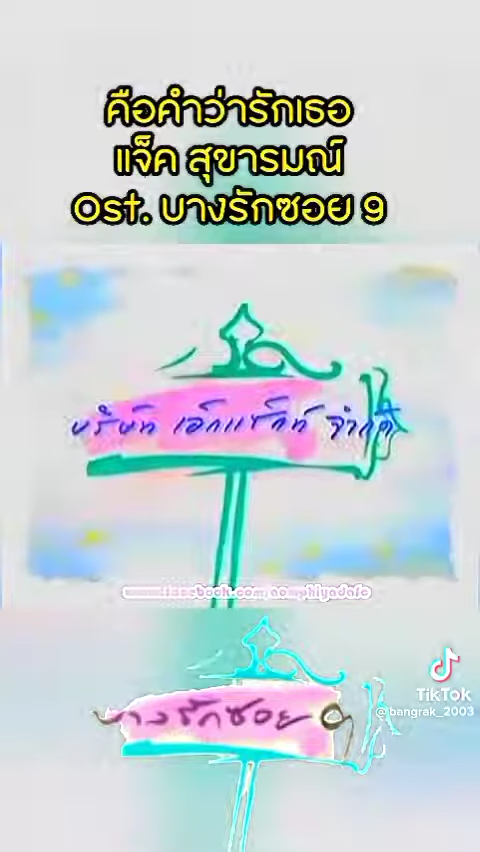 คือคำว่ารักเธอ
แจ็ค สุขารมณ์
Ost. บางรักซอย 9
บริษัท เอ็กแซ็กท์ จำกัด
บางรักซอย 9
TikTok
@bangrak_2003